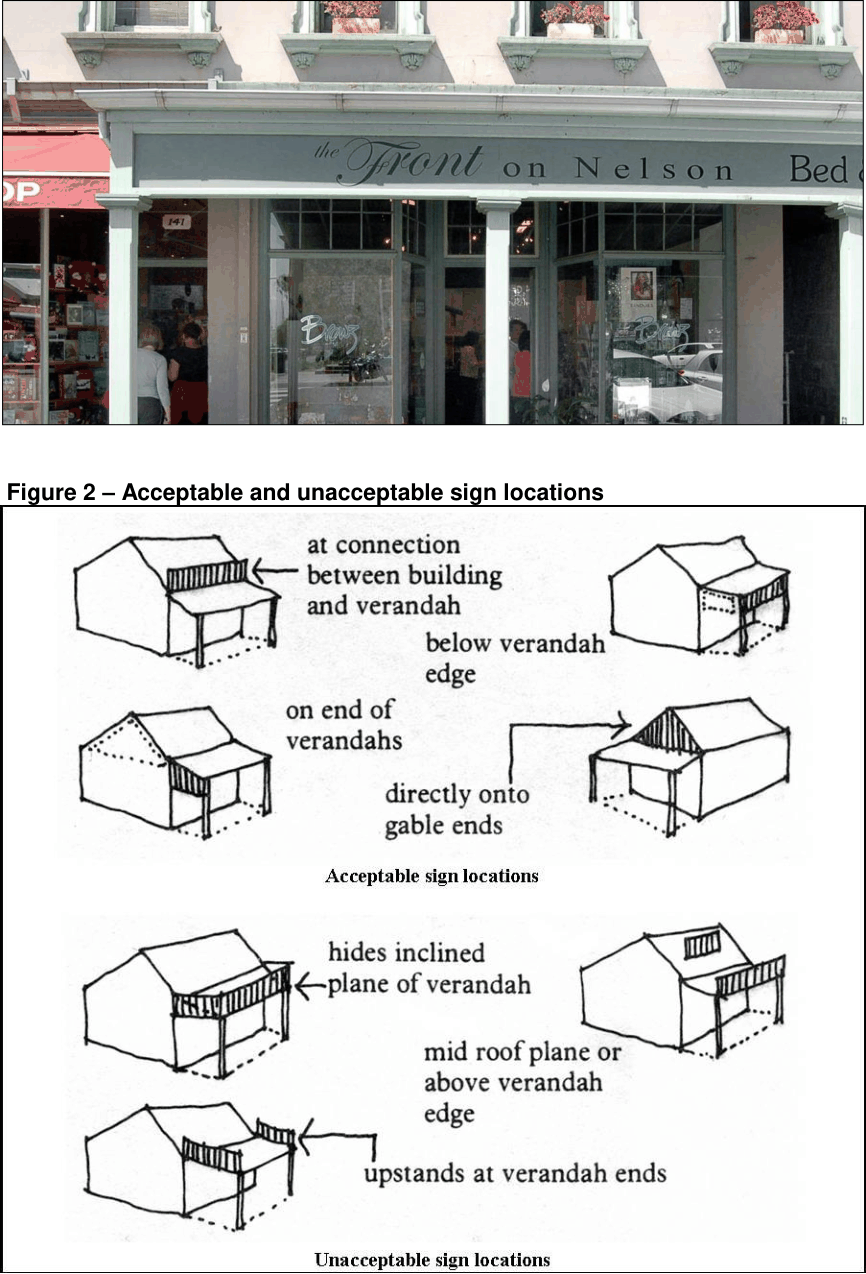 the Front on Nelson Bed
OP
141
Benz
Figure 2 – Acceptable and unacceptable sign locations
at connection
between building
and verandah
below verandah
edge
on end of
verandahs
directly onto
gable ends
Acceptable sign locations
hides inclined
plane of verandah
mid roof plane or
above verandah
edge
upstands at verandah ends
Unacceptable sign locations